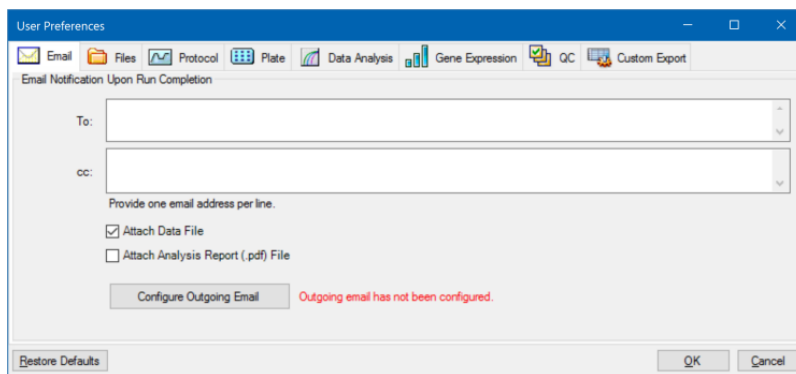 User Preferences
Email Files Protocol Plate Data Analysis Gene Expression QC Custom Export
Email Notification Upon Run Completion
To:
cc:
Provide one email address per line.
Attach Data File
Attach Analysis Report (.pdf) File
Configure Outgoing Email Outgoing email has not been configured.
Restore Defaults OK Cancel